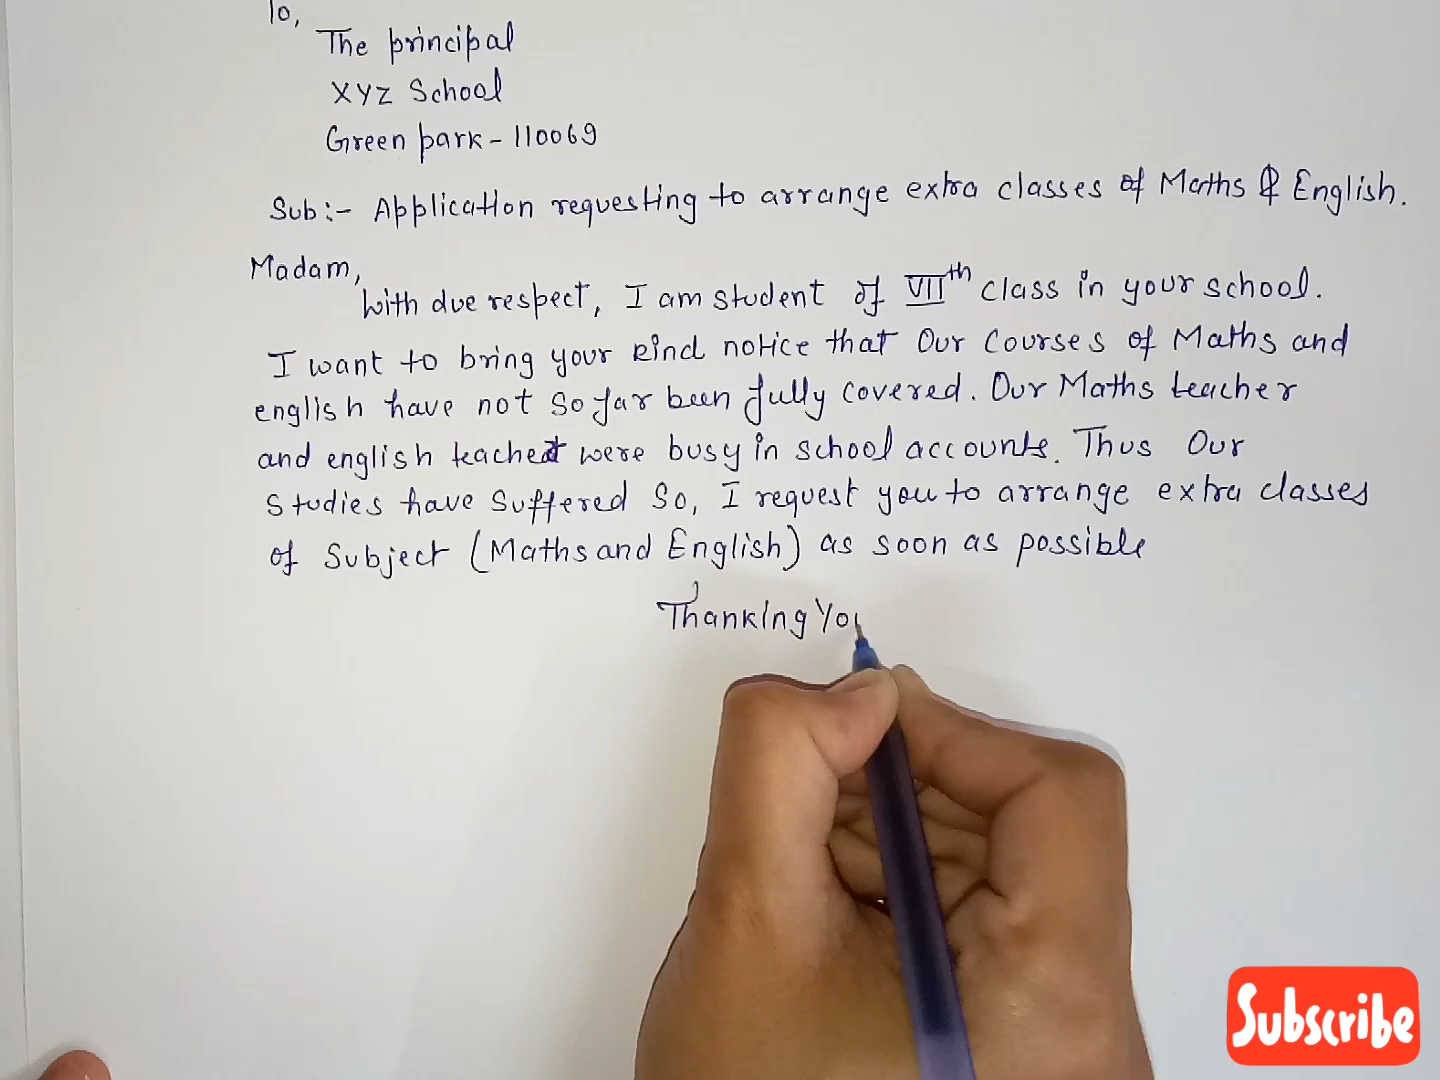 To,
The principal
XYZ School
Green park - 110069
Sub :- Application requesting to arrange extra classes of Maths & English.
Madam,
With due respect, I am student of VIIth class in your school.
I want to bring your kind notice that Our Courses of Maths and
english have not so far been fully covered. Our Maths teacher
and english teacher were busy in school accounts. Thus Our
Studies have Suffered So, I request you to arrange extra classes
of Subject (Maths and English) as soon as possible
Thanking You
Subscribe